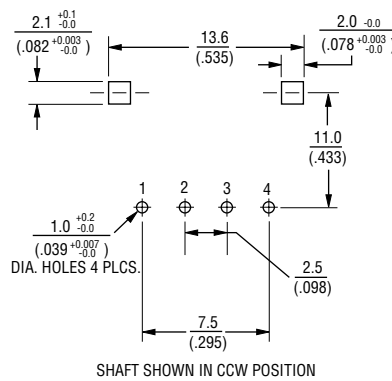 2.1 +0.1 -0.0
(.082 +0.003 -0.0)
2.0 -0.0
(.078 +0.003 -0.0)
13.6
(.535)
11.0
(.433)
1 2 3 4
1.0 +0.2 -0.0
(.039 +0.007 -0.0)
DIA. HOLES 4 PLCS.
2.5
(.098)
7.5
(.295)
SHAFT SHOWN IN CCW POSITION